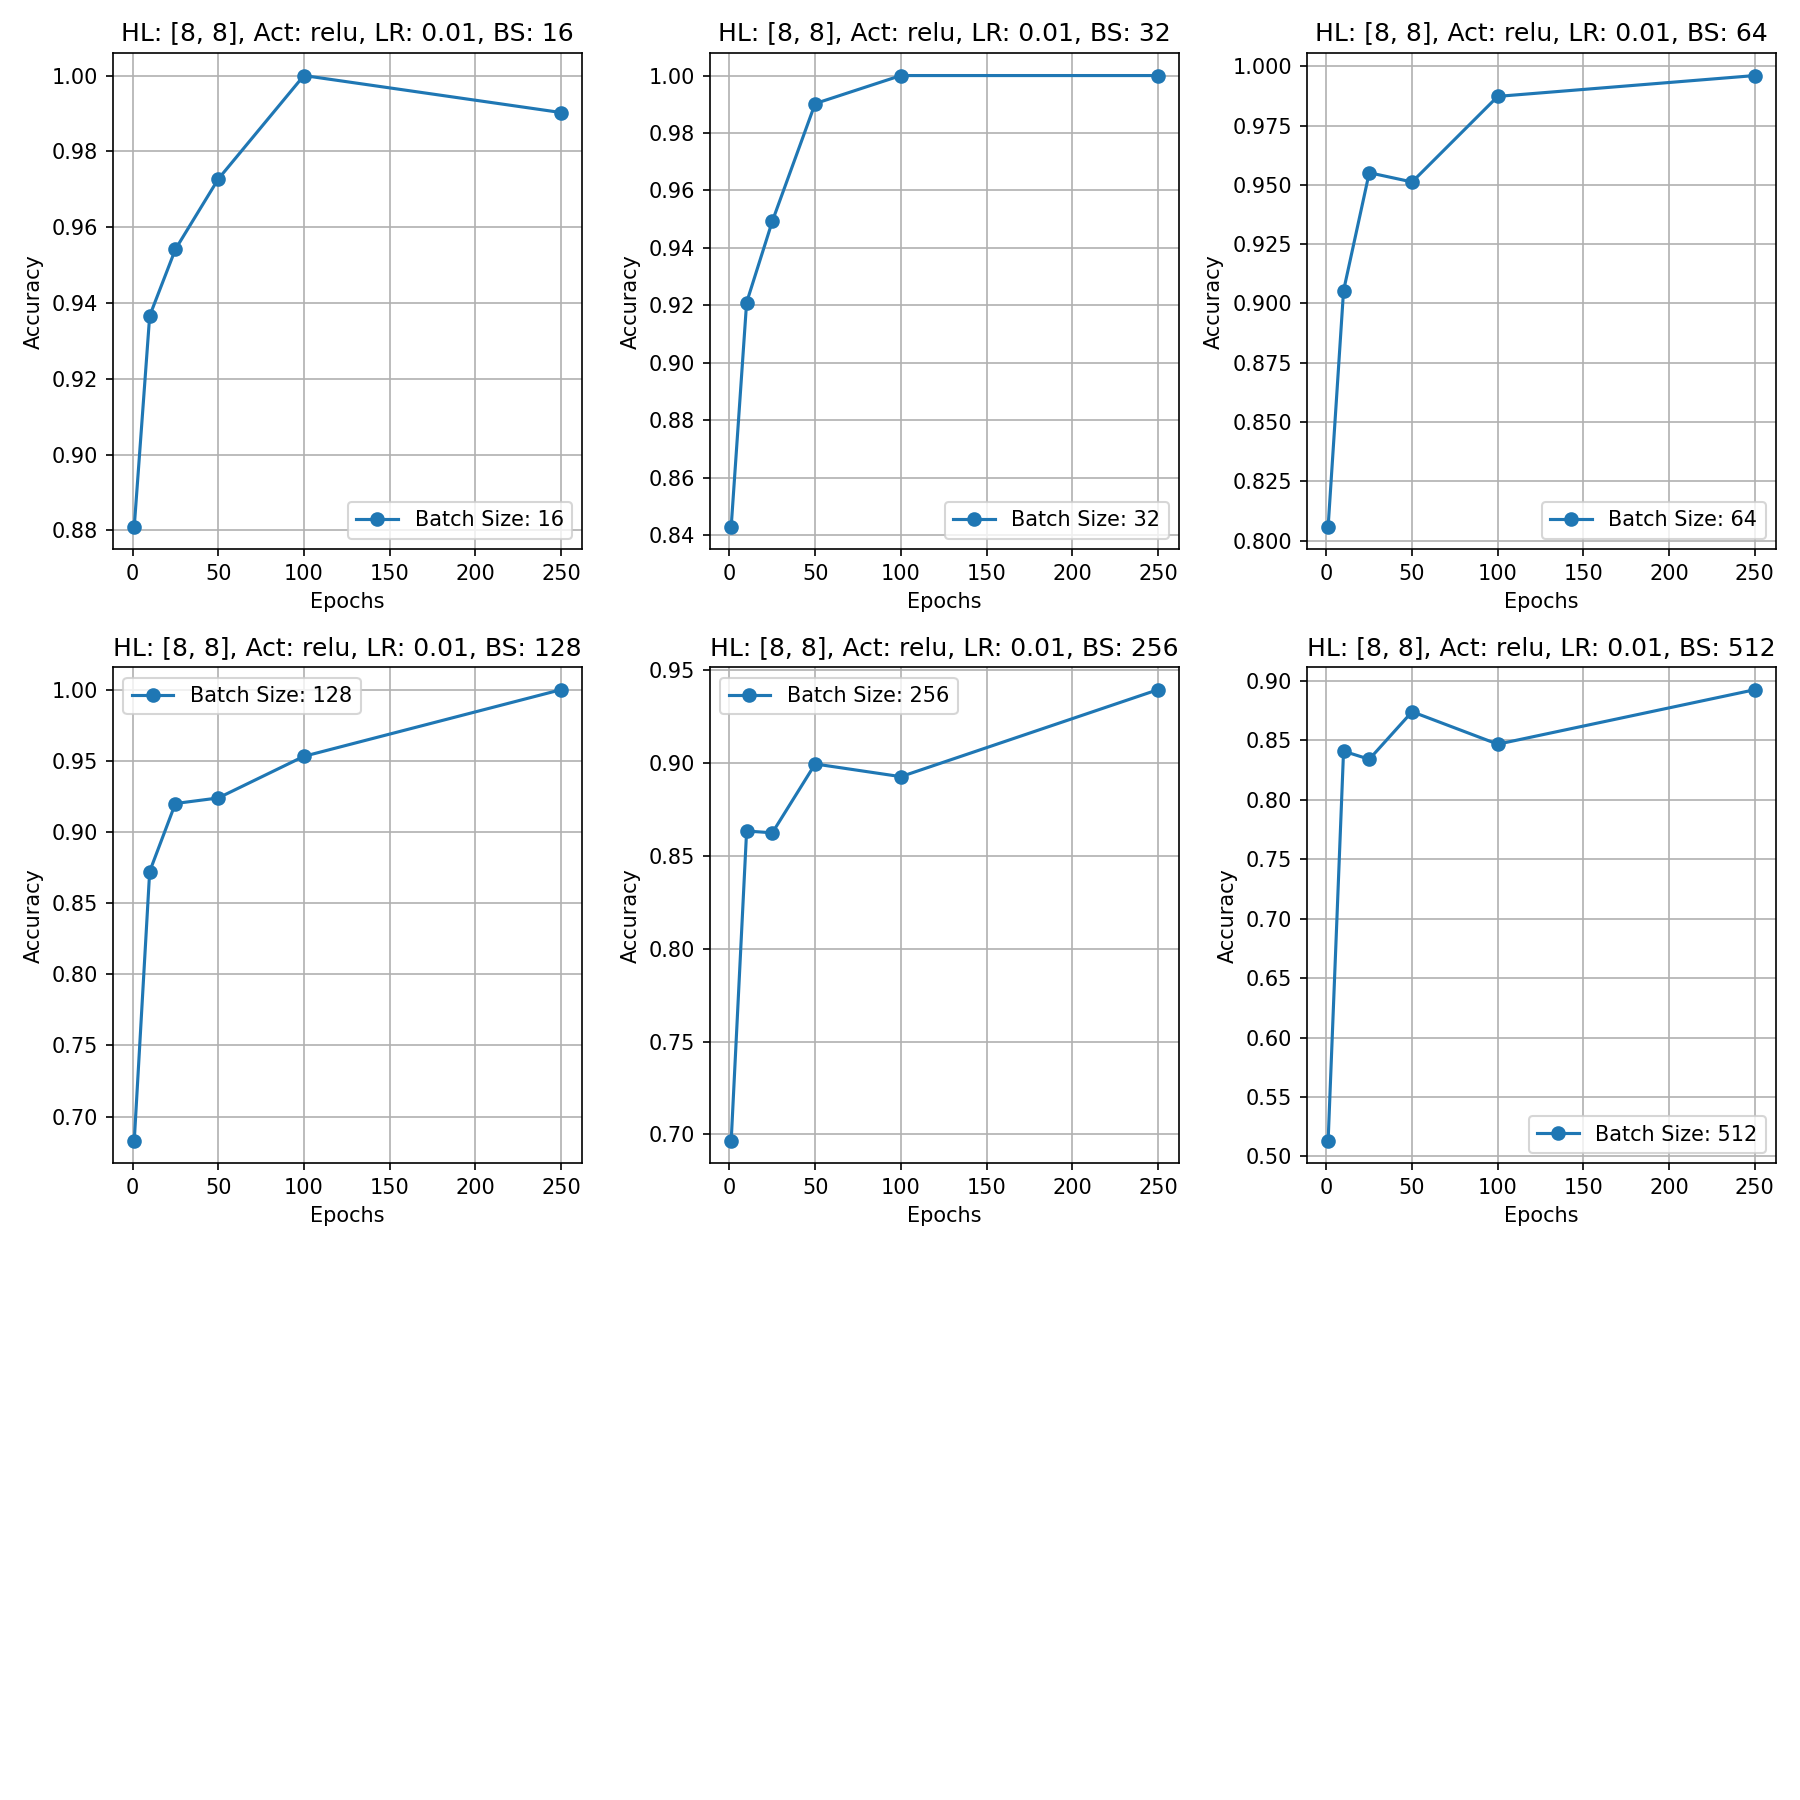 HL: [8, 8], Act: relu, LR: 0.01, BS: 16
1.00
0.98
0.96
0.94
0.92
0.90
0.88
Accuracy
Batch Size: 16
0 50 100 150 200 250
Epochs
HL: [8, 8], Act: relu, LR: 0.01, BS: 32
1.00
0.98
0.96
0.94
0.92
0.90
0.88
0.86
0.84
Accuracy
Batch Size: 32
0 50 100 150 200 250
Epochs
HL: [8, 8], Act: relu, LR: 0.01, BS: 64
1.000
0.975
0.950
0.925
0.900
0.875
0.850
0.825
0.800
Accuracy
Batch Size: 64
0 50 100 150 200 250
Epochs
HL: [8, 8], Act: relu, LR: 0.01, BS: 128
Batch Size: 128
1.00
0.95
0.90
0.85
0.80
0.75
0.70
Accuracy
0 50 100 150 200 250
Epochs
HL: [8, 8], Act: relu, LR: 0.01, BS: 256
Batch Size: 256
0.95
0.90
0.85
0.80
0.75
0.70
Accuracy
0 50 100 150 200 250
Epochs
HL: [8, 8], Act: relu, LR: 0.01, BS: 512
0.90
0.85
0.80
0.75
0.70
0.65
0.60
0.55
0.50
Accuracy
Batch Size: 512
0 50 100 150 200 250
Epochs